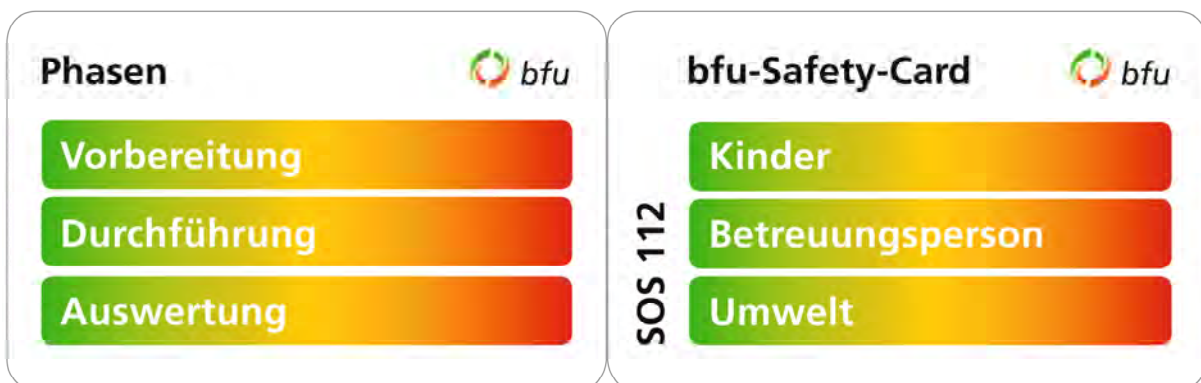 Phasen
bfu
Vorbereitung
Durchführung
Auswertung
bfu-Safety-Card
bfu
SOS 112
Kinder
Betreuungsperson
Umwelt